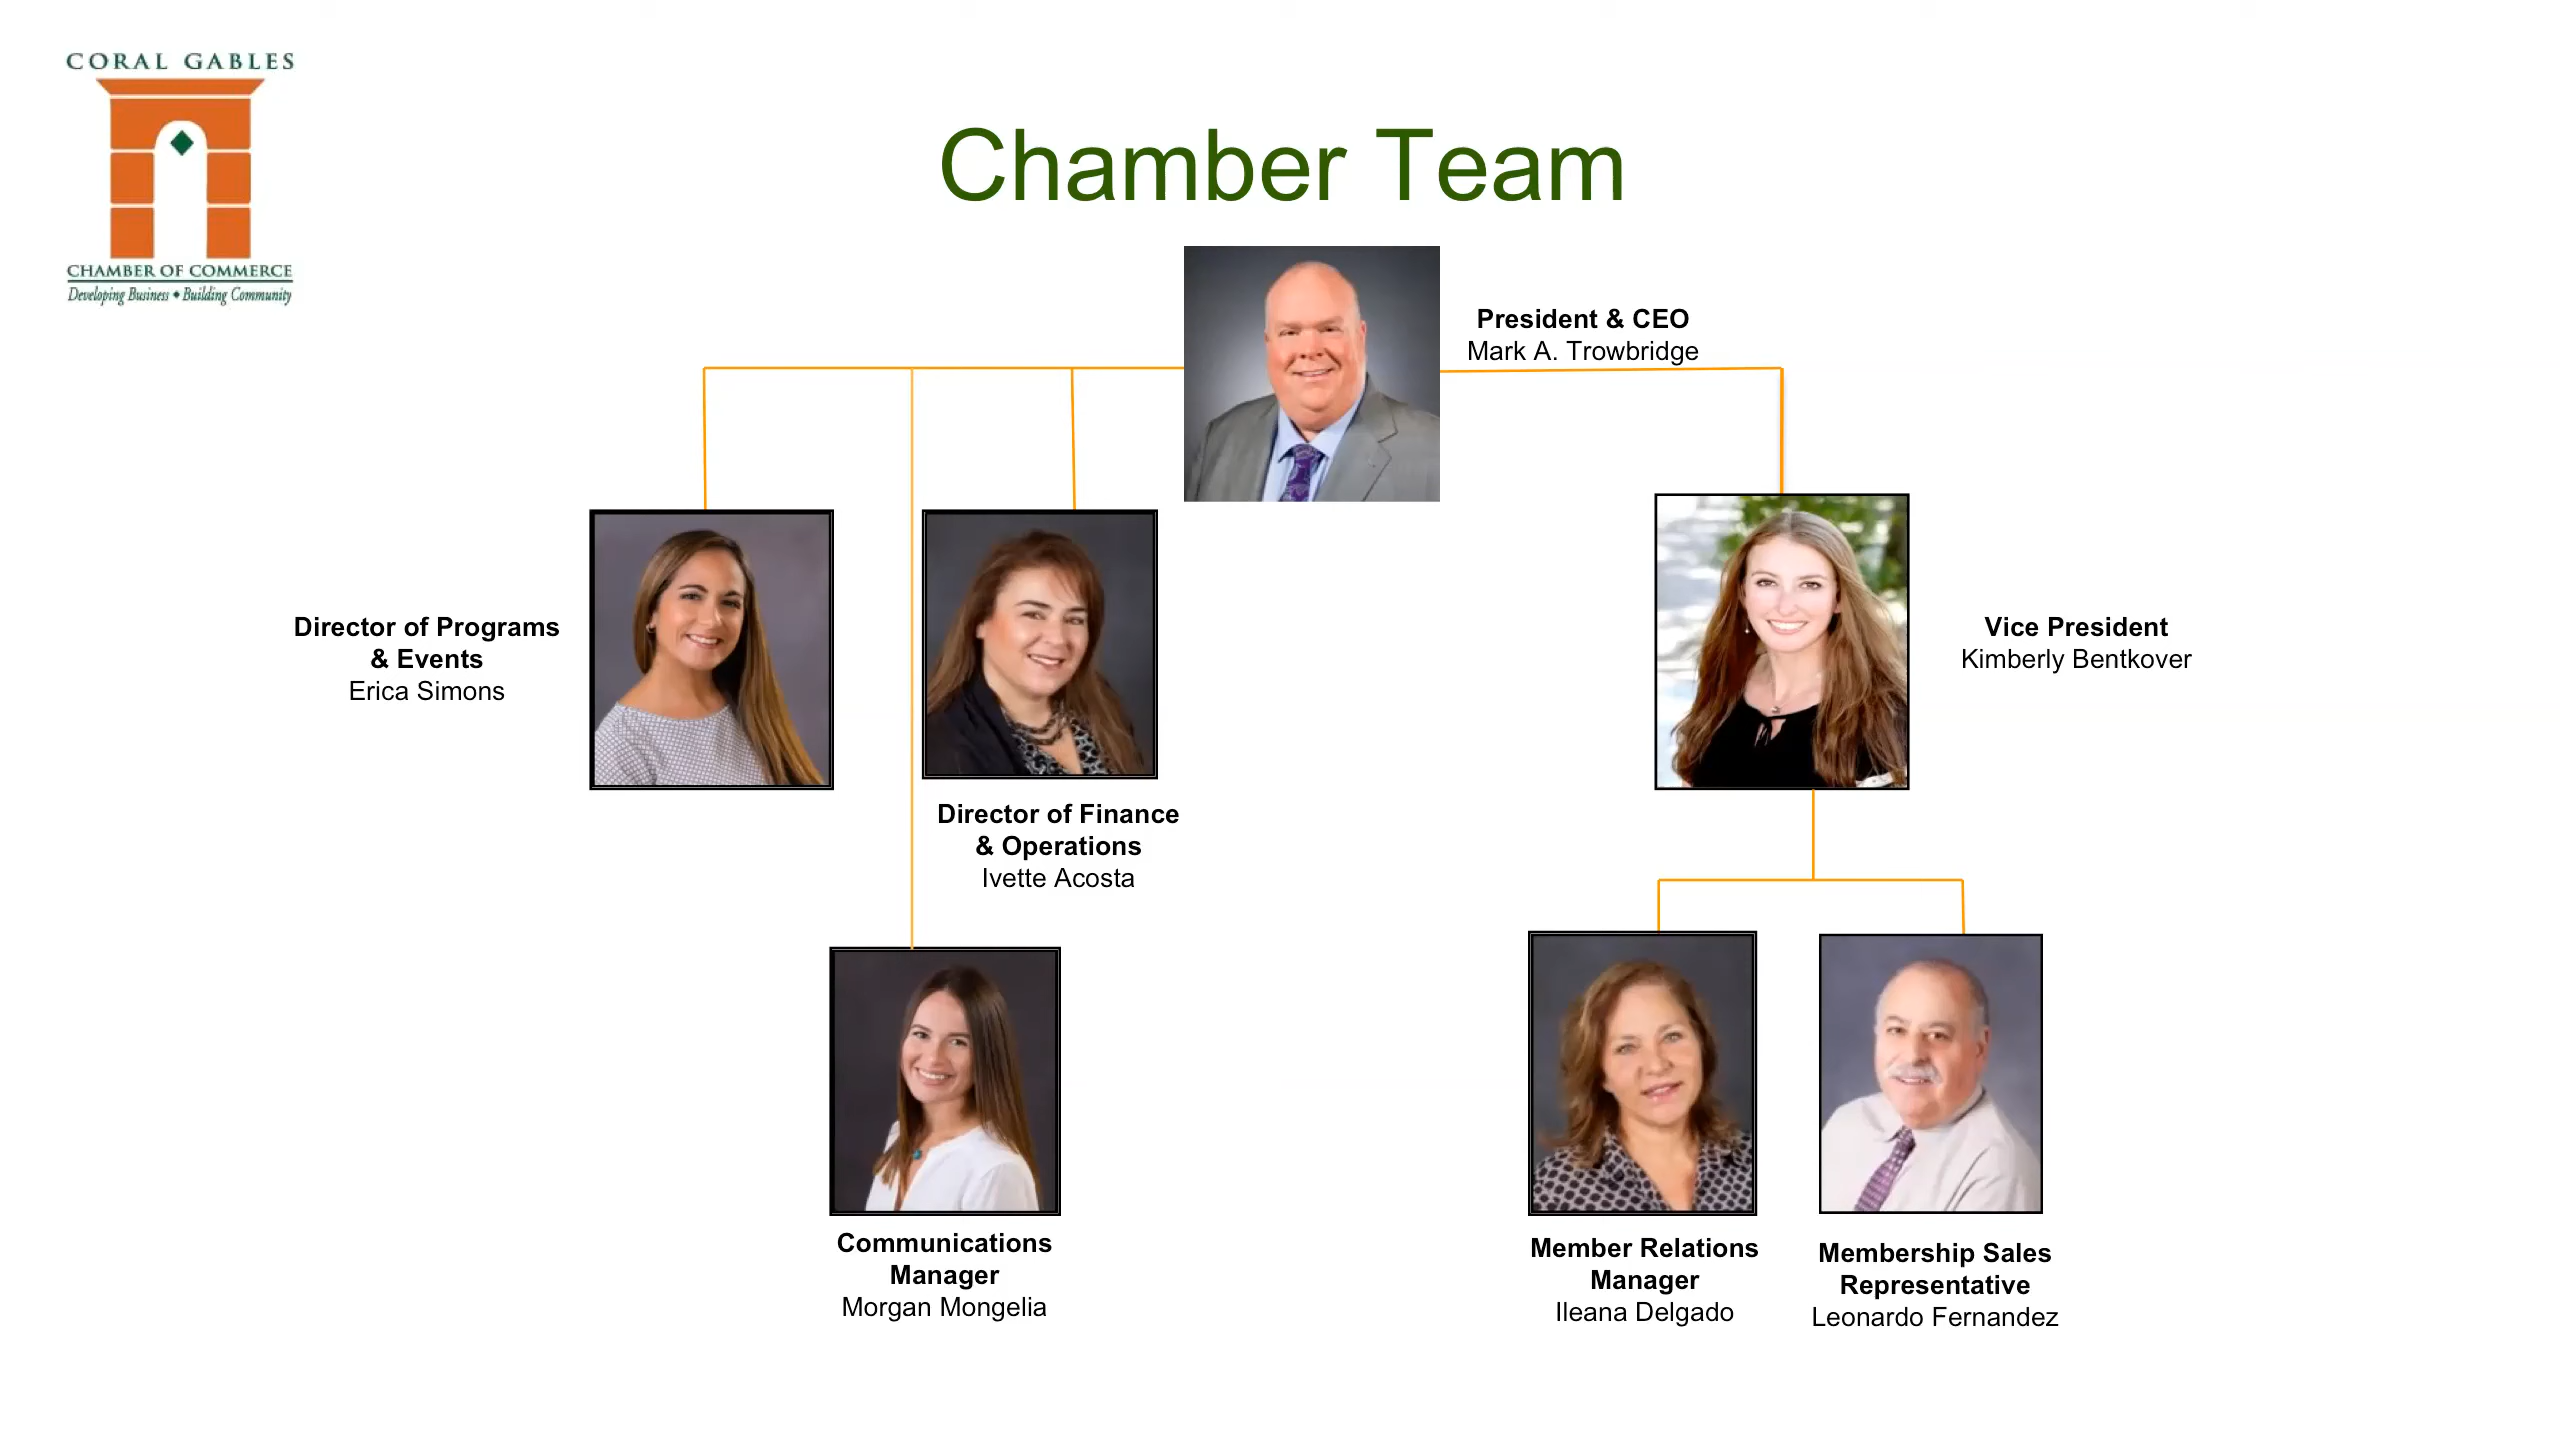 CORAL GABLES
CHAMBER OF COMMERCE
Developing Business ♦ Building Community
Chamber Team
President & CEO
Mark A. Trowbridge
Director of Programs
& Events
Erica Simons
Director of Finance
& Operations
Ivette Acosta
Vice President
Kimberly Bentkover
Communications
Manager
Morgan Mongelia
Member Relations
Manager
Ileana Delgado
Membership Sales
Representative
Leonardo Fernandez